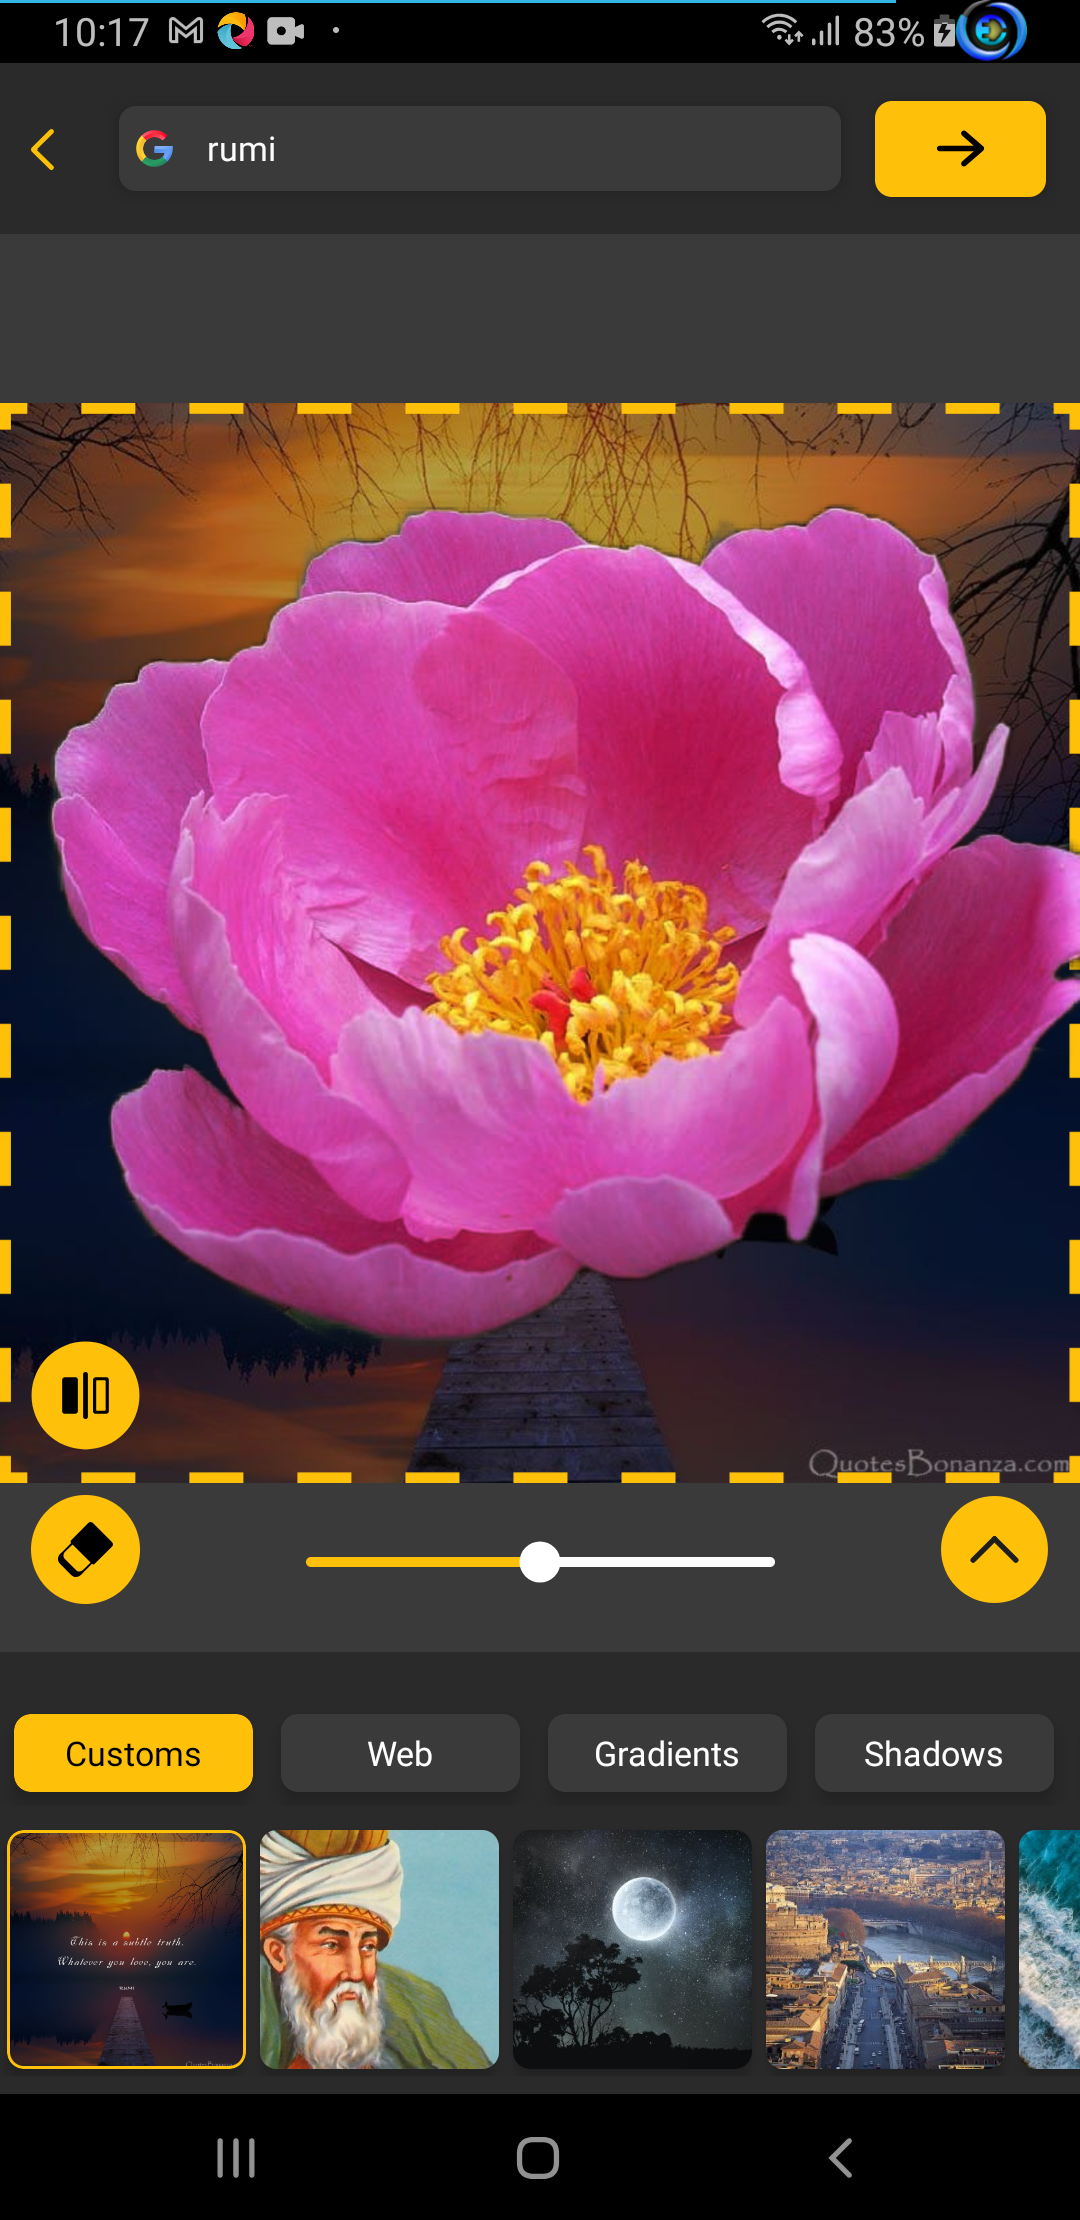 10:17
83%
rumi
QuotesBonanza.com
Customs
Web
Gradients
Shadows
This is a subtle truth.
Whatever you love, you are.
RUMI
QuotesBonanza